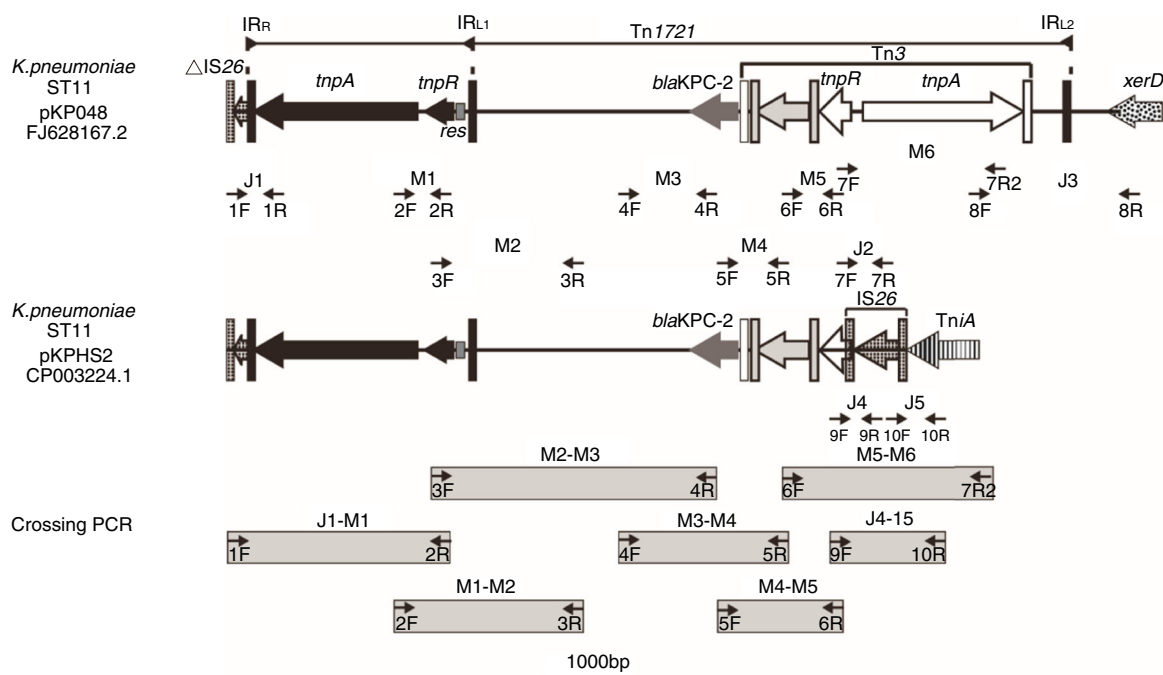 IRR IRL1 Tn1721 IRL2
K.pneumoniae ST11 pKP048 FJ628167.2
△IS26 tnpA tnpR res blaKPC-2 Tn3 tnpR tnpA xerD
J1 M1 M3 M5 M6 J3
1F 1R 2F 2R 4F 4R 6F 6R 7F 7R2 8F 8R
M2 M4 J2
3F 3R 5F 5R 7F 7R
K.pneumoniae ST11 pKPHS2 CP003224.1
blaKPC-2 IS26 TniA
J4 J5
9F 9R 10F 10R
M2-M3 M5-M6
3F 4R 6F 7R2
Crossing PCR
J1-M1 M3-M4 J4-15
1F 2R 4F 5R 9F 10R
M1-M2 M4-M5
2F 3R 5F 6R
1000bp